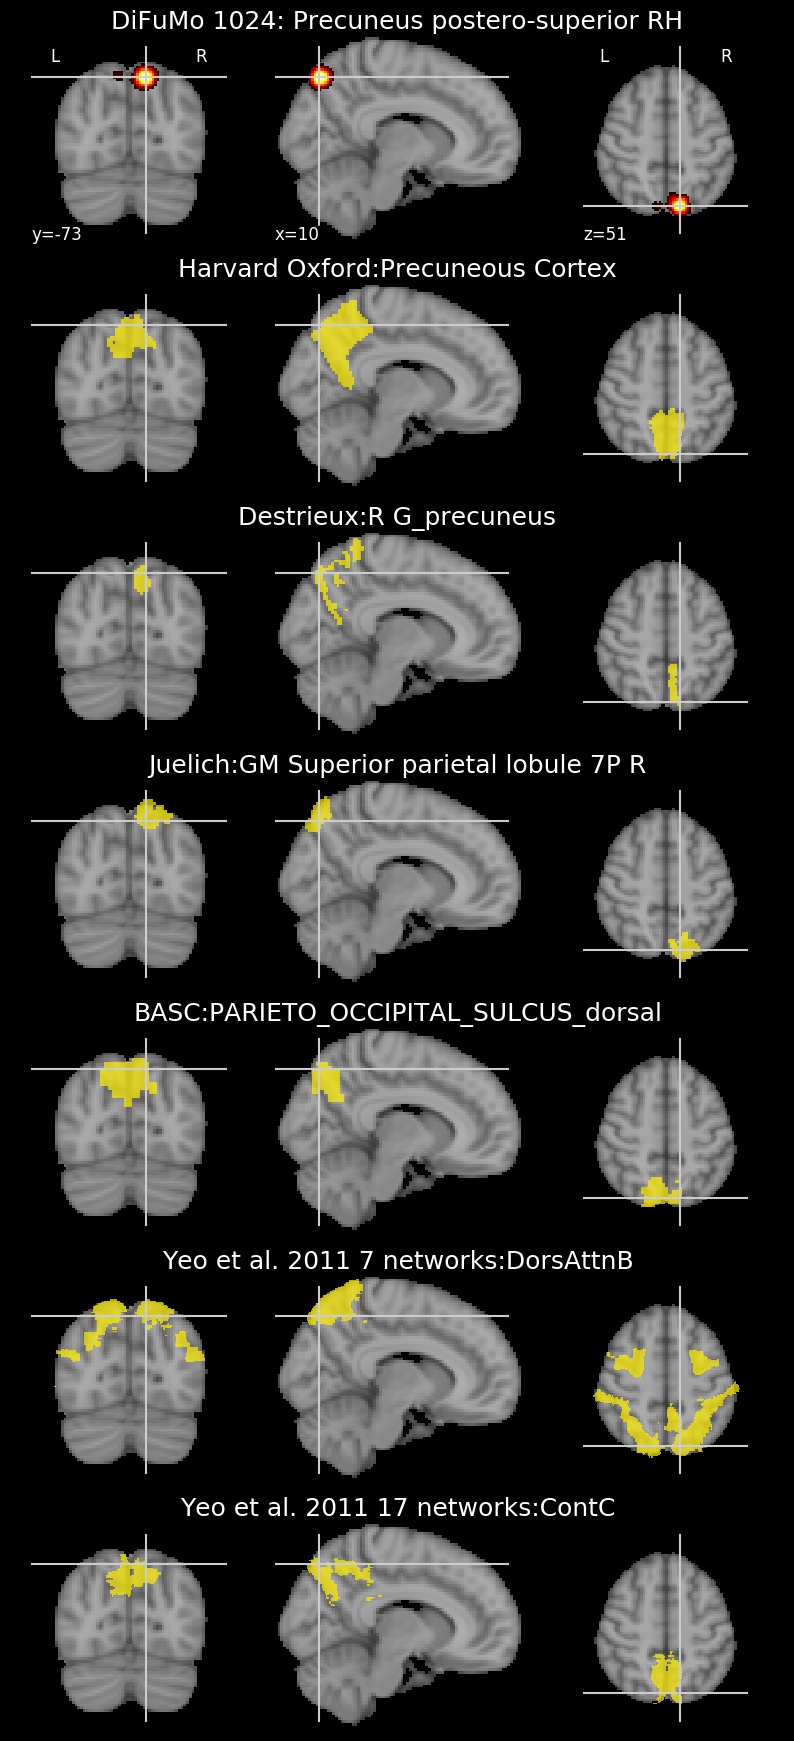 DiFuMo 1024: Precuneus postero-superior RH
L R L R
y=-73 x=10 z=51
Harvard Oxford:Precuneous Cortex
Destrieux:R G_precuneus
Juelich:GM Superior parietal lobule 7P R
BASC:PARIETO_OCCIPITAL_SULCUS_dorsal
Yeo et al. 2011 7 networks:DorsAttnB
Yeo et al. 2011 17 networks:ContC